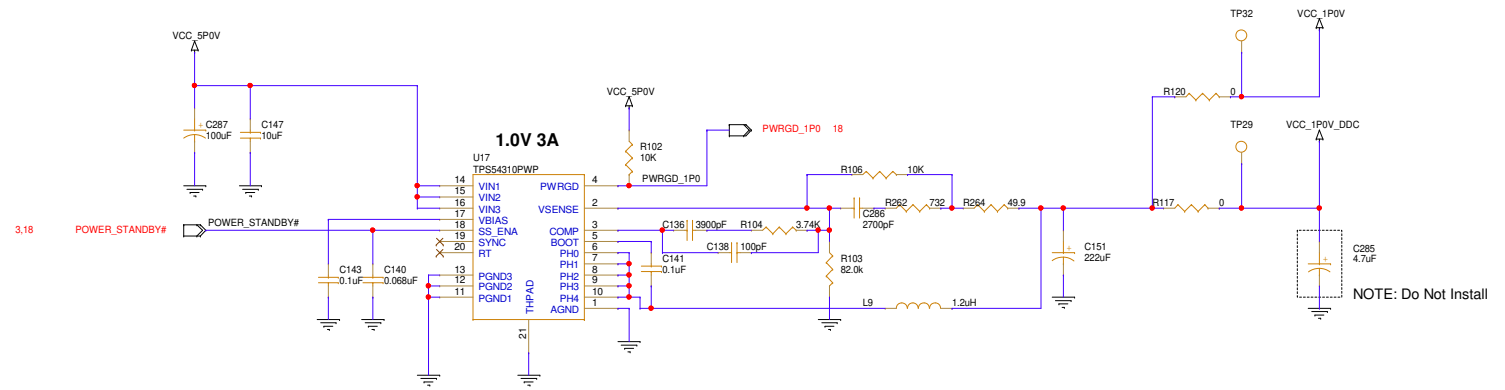 TP32
VCC_1P0V
VCC_5P0V
R120
0
VCC_5P0V
C287
100uF
C147
10uF
1.0V 3A
R102
10K
PWRGD_1P0
18
TP29
VCC_1P0V_DDC
U17
TPS54310PWP
R106
10K
14
VIN1
PWRGD
4
PWRGD_1P0
15
VIN2
16
VIN3
VSENSE
2
C286
2700pF
R262
732
R264
49.9
R117
0
17
VBIAS
3,18
POWER_STANDBY#
POWER_STANDBY#
18
SS_ENA
COMP
3
C136
3900pF
R104
3.74K
19
SYNC
BOOT
5
20
RT
PH0
6
C138
100pF
PH1
7
C141
0.1uF
R103
82.0k
C151
222uF
C285
4.7uF
C143
0.1uF
C140
0.068uF
13
PGND3
PH2
8
12
PGND2
PH3
9
11
PGND1
PH4
10
THPAD
AGND
1
L9
1.2uH
NOTE: Do Not Install
21